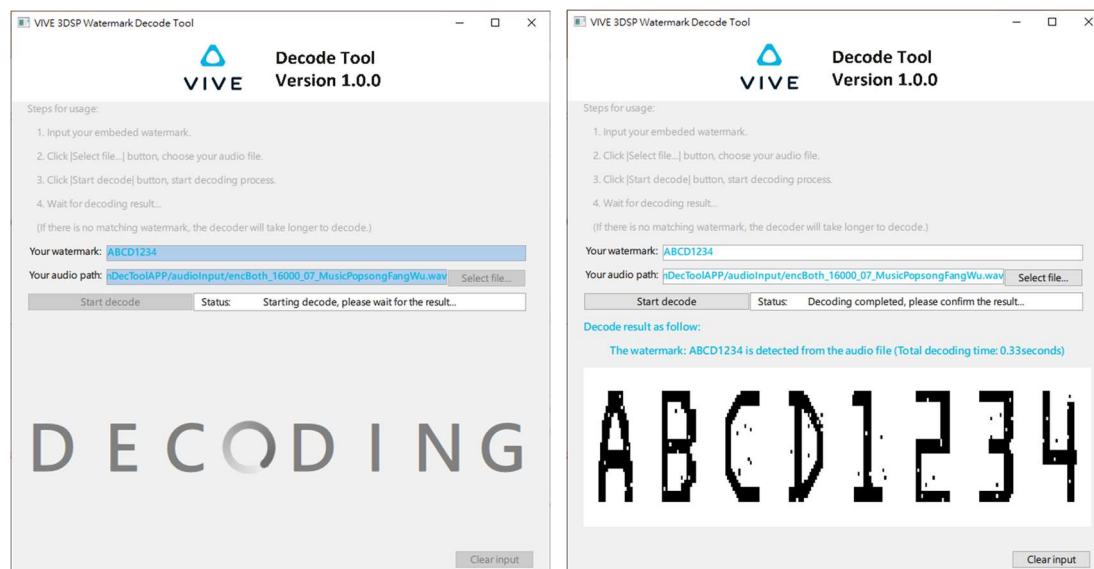 VIVE 3DSP Watermark Decode Tool
VIVE
Decode Tool
Version 1.0.0
Steps for usage:
1. Input your embeded watermark.
2. Click |Select file...| button, choose your audio file.
3. Click |Start decode| button, start decoding process.
4. Wait for decoding result...
(If there is no matching watermark, the decoder will take longer to decode.)
Your watermark: ABCD1234
Your audio path: nDecToolAPP/audioInput/encBoth_16000_07_MusicPopsongFangWu.wav Select file...
Start decode Status: Starting decode, please wait for the result...
DECODING
Clear input
VIVE 3DSP Watermark Decode Tool
VIVE
Decode Tool
Version 1.0.0
Steps for usage:
1. Input your embeded watermark.
2. Click |Select file...| button, choose your audio file.
3. Click |Start decode| button, start decoding process.
4. Wait for decoding result...
(If there is no matching watermark, the decoder will take longer to decode.)
Your watermark: ABCD1234
Your audio path: nDecToolAPP/audioInput/encBoth_16000_07_MusicPopsongFangWu.wav Select file...
Start decode Status: Decoding completed, please confirm the result...
Decode result as follow:
The watermark: ABCD1234 is detected from the audio file (Total decoding time: 0.33seconds)
ABCD1234
Clear input